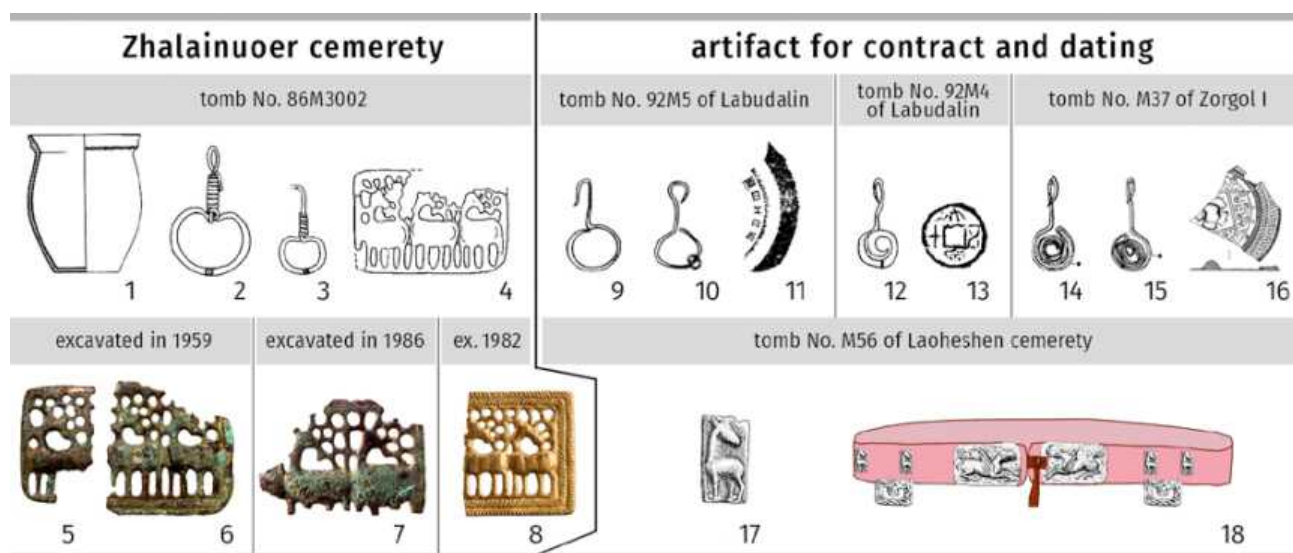 Zhalainuoer cemerety
artifact for contract and dating
tomb No. 86M3002
tomb No. 92M5 of Labudalin
tomb No. 92M4
of Labudalin
tomb No. M37 of Zorgol I
1
2
3
4
9
10
11
12
13
14
15
16
excavated in 1959
excavated in 1986
ex. 1982
tomb No. M56 of Laoheshen cemerety
5
6
7
8
17
18